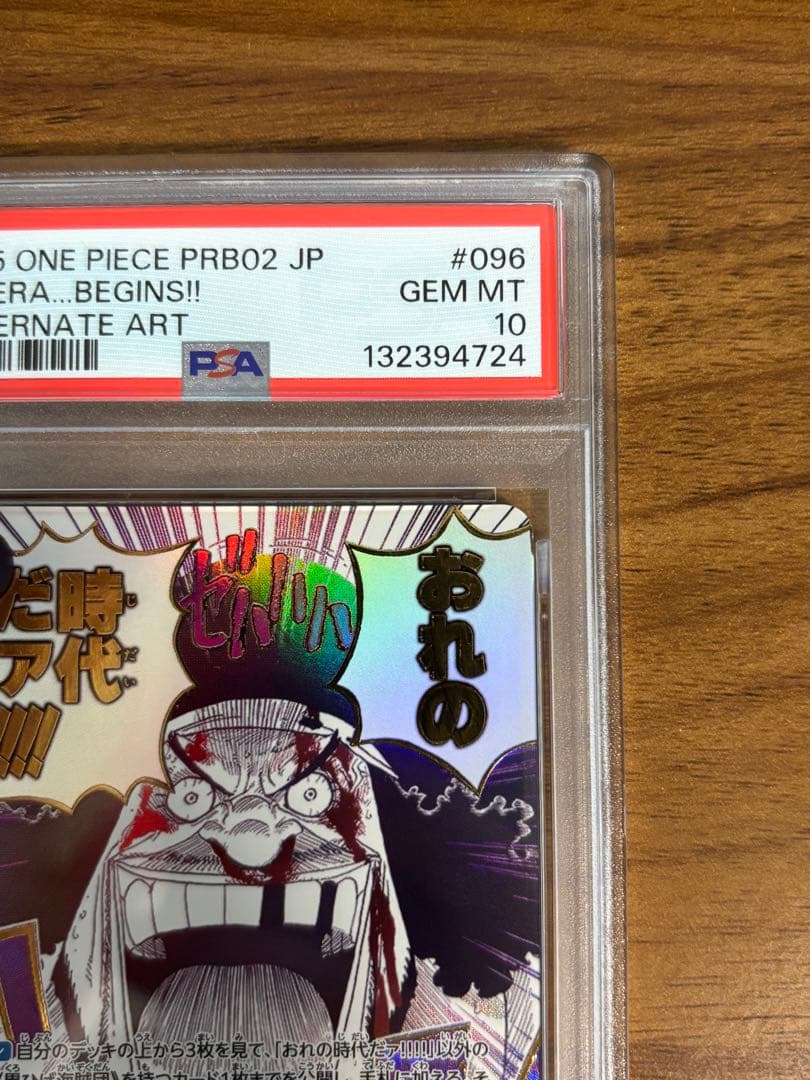 5 ONE PIECE PRB02 JP #096
ERA...BEGINS!! GEM MT
ERNATE ART 10
PSA 132394724
おれの
ゼハハハ
だ時
ァ代
!!!!
自分のデッキの上から3枚を見て、「おれの時代だァ!!!!」以外の